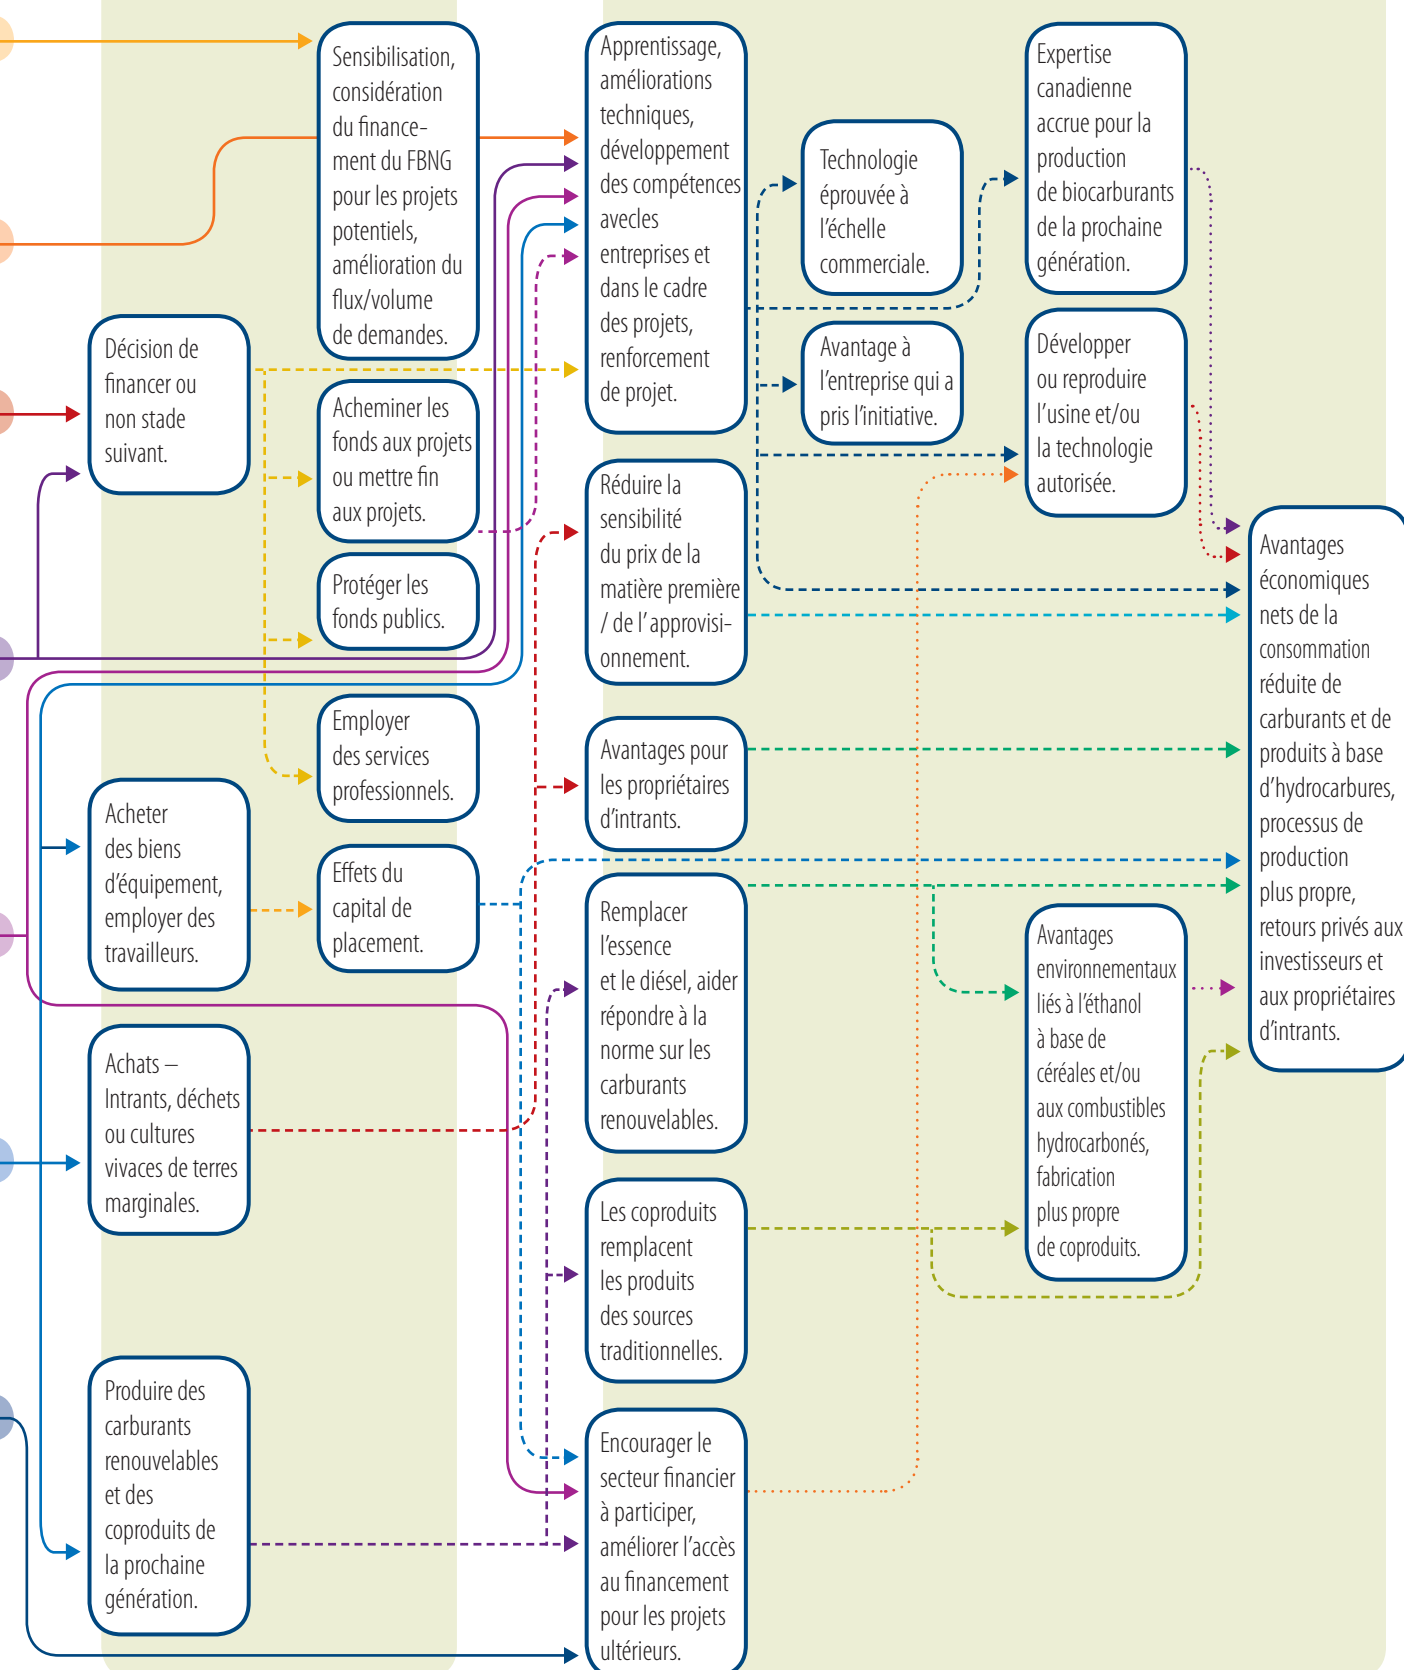 Sensibilisation,
considération
du finance-
ment du FBNG
pour les projets
potentiels,
amélioration du
flux/volume
de demandes.
Décision de
financer ou
non stade
suivant.
Acheminer les
fonds aux projets
ou mettre fin
aux projets.
Protéger les
fonds publics.
Employer
des services
professionnels.
Acheter
des biens
d’équipement,
employer des
travailleurs.
Effets du
capital de
placement.
Achats –
Intrants, déchets
ou cultures
vivaces de terres
marginales.
Produire des
carburants
renouvelables
et des
coproduits de
la prochaine
génération.
Apprentissage,
améliorations
techniques,
développement
des compétences
avecles
entreprises et
dans le cadre
des projets,
renforcement
de projet.
Réduire la
sensibilité
du prix de la
matière première
/ de l’ approvisi-
onnement.
Avantages pour
les propriétaires
d’intrants.
Remplacer
l’essence
et le diésel, aider
répondre à la
norme sur les
carburants
renouvelables.
Les coproduits
remplacent
les produits
des sources
traditionnelles.
Encourager le
secteur financier
à participer,
améliorer l’accès
au financement
pour les projets
ultérieurs.
Technologie
éprouvée à
l’échelle
commerciale.
Avantage à
l’entreprise qui a
pris l’initiative.
Expertise
canadienne
accrue pour la
production
de biocarburants
de la prochaine
génération.
Développer
ou reproduire
l’usine et/ou
la technologie
autorisée.
Avantages
environnementaux
liés à l’éthanol
à base de
céréales et/ou
aux combustibles
hydrocarbonés,
fabrication
plus propre
de coproduits.
Avantages
économiques
nets de la
consommation
réduite de
carburants et de
produits à base
d’hydrocarbures,
processus de
production
plus propre,
retours privés aux
investisseurs et
aux propriétaires
d’intrants.